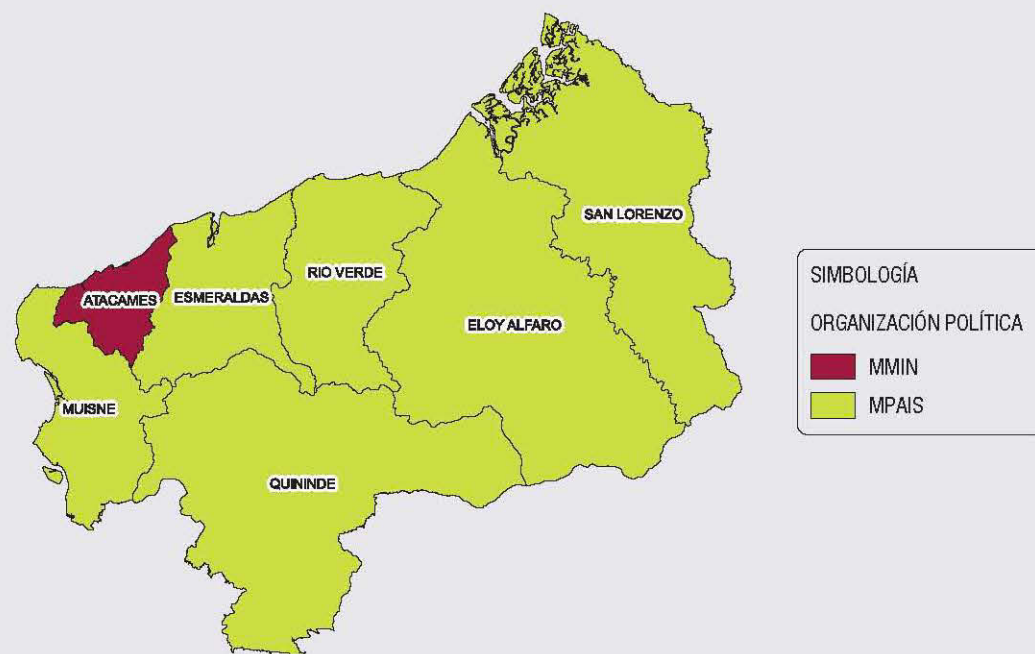 SAN LORENZO
RIO VERDE
ATACAMES
ESMERALDAS
ELOY ALFARO
MUISNE
QUININDE
SIMBOLOGÍA
ORGANIZACIÓN POLÍTICA
MMIN
MPAIS